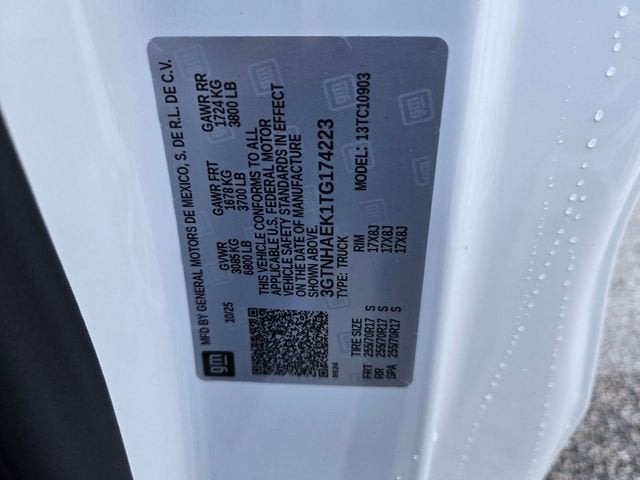 MFD BY GENERAL MOTORS DE MEXICO, S. DE R.L. DE C.V.
10/25 GVWR GAWR FRT GAWR RR
3085 KG 1678 KG 1724 KG
6800 LB 3700 LB 3800 LB
THIS VEHICLE CONFORMS TO ALL
APPLICABLE U.S. FEDERAL MOTOR
VEHICLE SAFETY STANDARDS IN EFFECT
ON THE DATE OF MANUFACTURE
SHOWN ABOVE.
3GTNHAEK1TG174223
TYPE: TRUCK MODEL: 13TC10903
TIRE SIZE RIM
FRT 255/70R17 S 17X8J
RR 255/70R17 S 17X8J
SPA 255/70R17 S 17X8J
gm